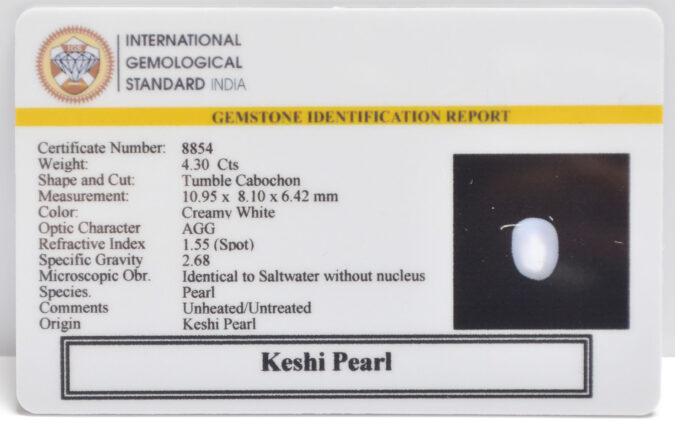 IGS
INTERNATIONAL
GEMOLOGICAL
STANDARD INDIA
GEMSTONE IDENTIFICATION REPORT
Certificate Number: 8854
Weight: 4.30 Cts
Shape and Cut: Tumble Cabochon
Measurement: 10.95 x 8.10 x 6.42 mm
Color: Creamy White
Optic Character AGG
Refractive Index 1.55 (Spot)
Specific Gravity 2.68
Microscopic Obr. Identical to Saltwater without nucleus
Species. Pearl
Comments Unheated/Untreated
Origin Keshi Pearl
Keshi Pearl